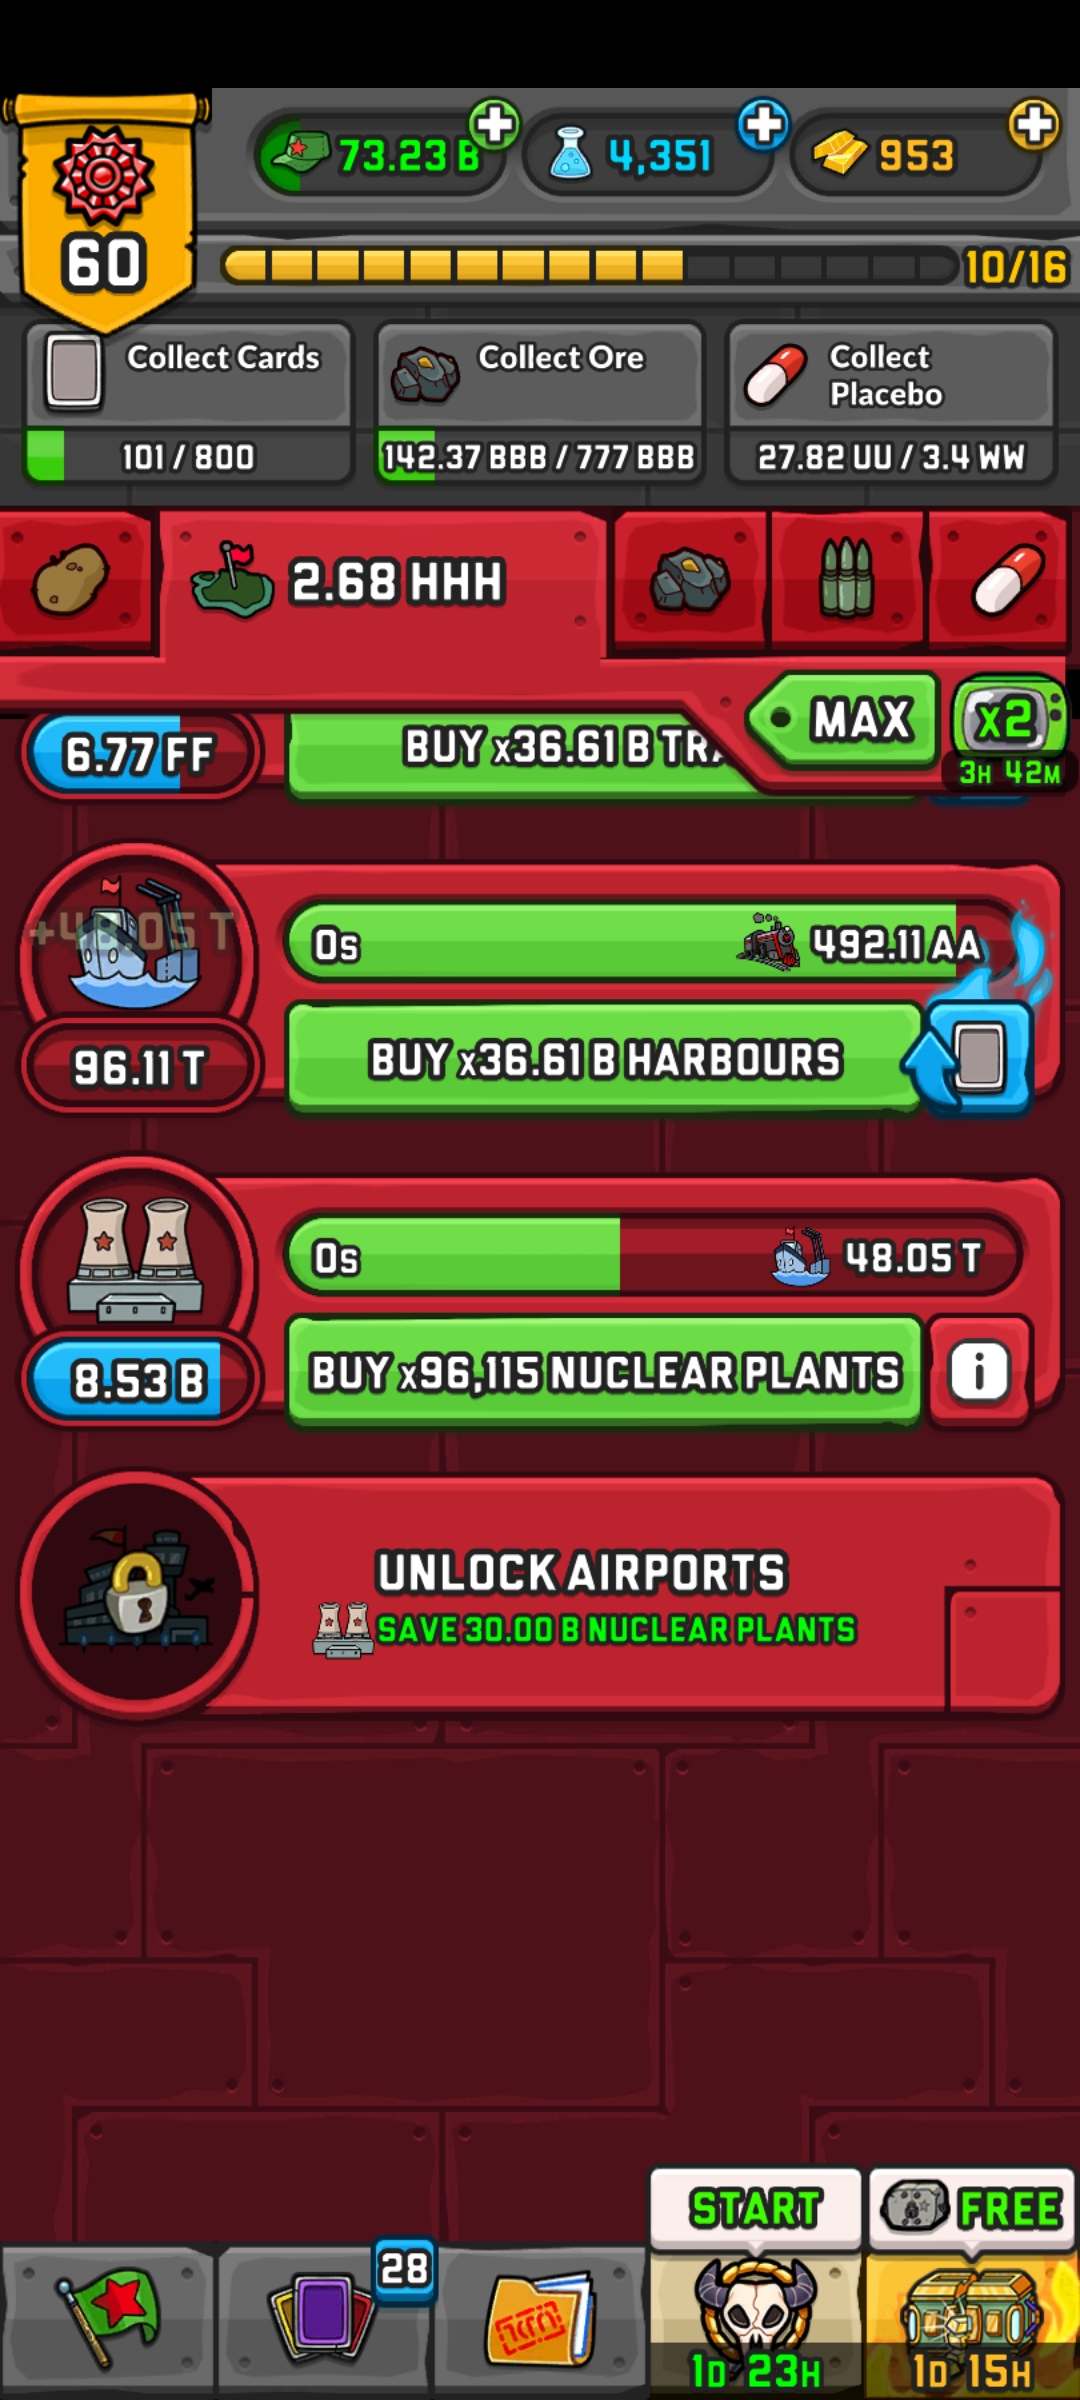 60
73.23 B
4,351
953
10/16
Collect Cards
101 / 800
Collect Ore
142.37 BBB / 777 BBB
Collect
Placebo
27.82 UU / 3.4 WW
2.68 HHH
MAX
x2
3H 42M
6.77 FF
BUY x36.61 B
+48.05 T
0s
492.11 AA
96.11 T
BUY x36.61 B HARBOURS
0s
48.05 T
8.53 B
BUY x96,115 NUCLEAR PLANTS
i
UNLOCK AIRPORTS
SAVE 30.00 B NUCLEAR PLANTS
START
FREE
28
1D 23H
1D 15H